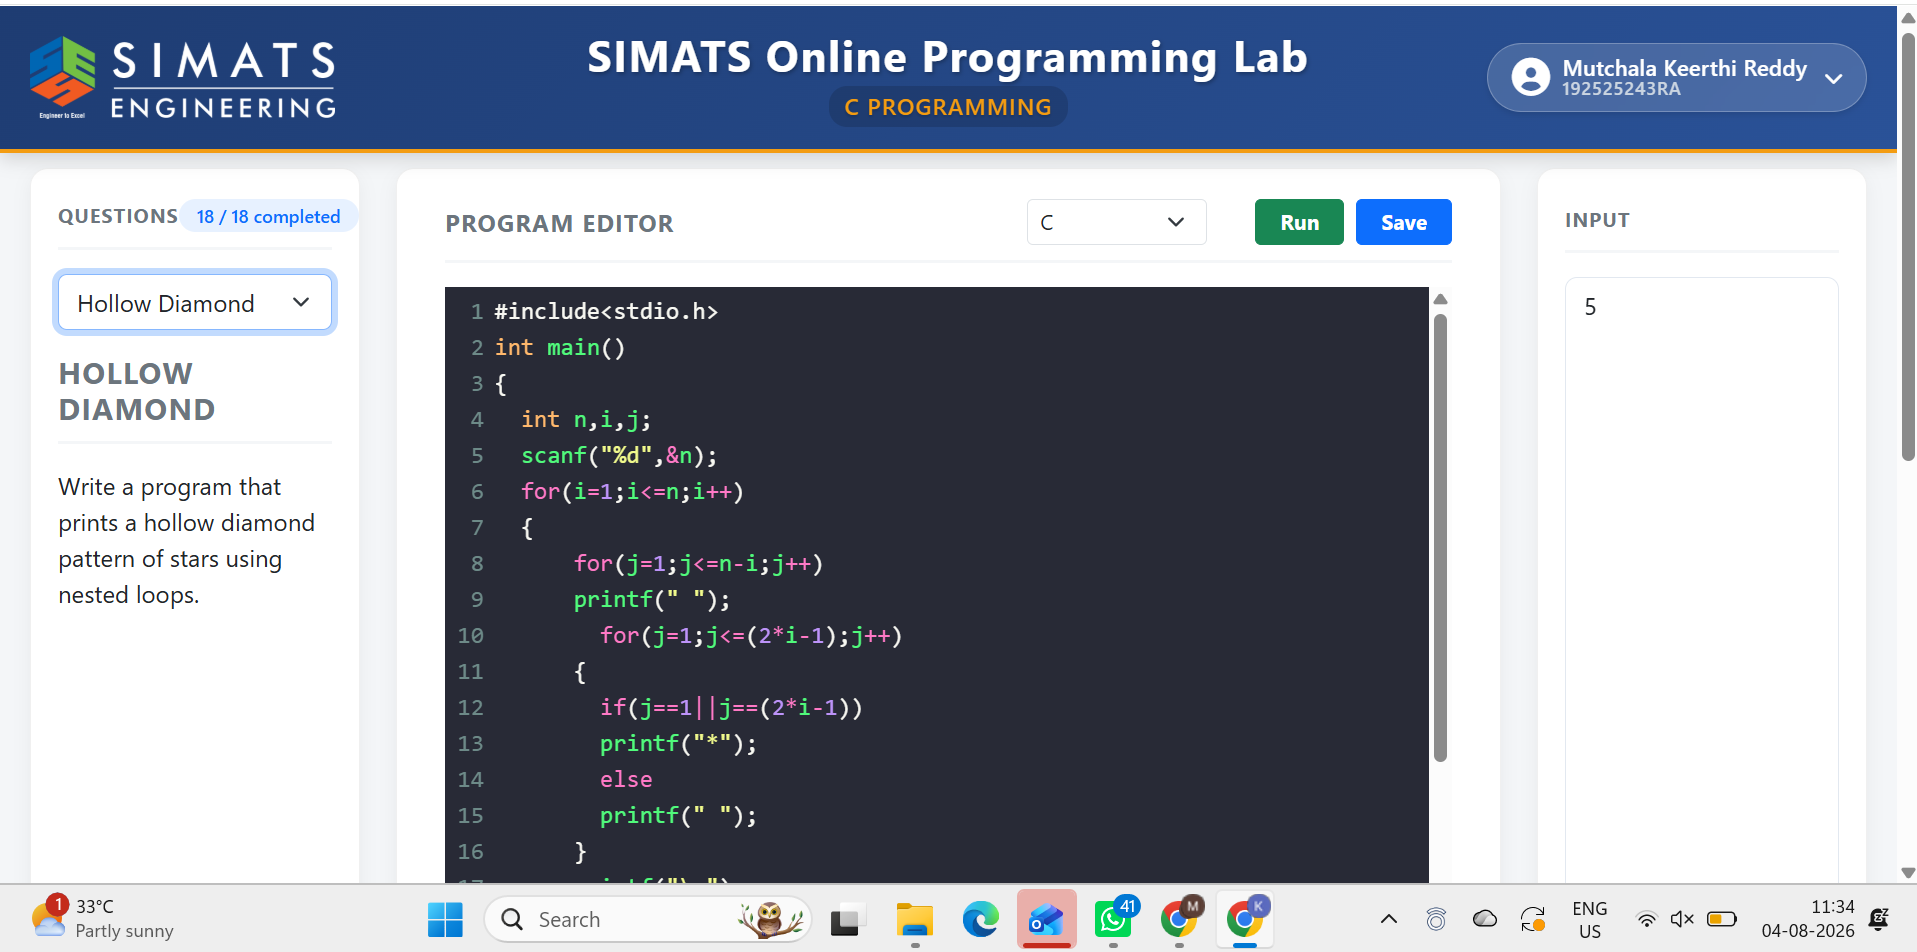 SIMATS
ENGINEERING
Engineer to Excel
SIMATS Online Programming Lab
C PROGRAMMING
Mutchala Keerthi Reddy
192525243RA
QUESTIONS
18 / 18 completed
Hollow Diamond
HOLLOW
DIAMOND
Write a program that
prints a hollow diamond
pattern of stars using
nested loops.
PROGRAM EDITOR
C
Run
Save
1 #include<stdio.h>
2 int main()
3 {
4 int n,i,j;
5 scanf("%d",&n);
6 for(i=1;i<=n;i++)
7 {
8 for(j=1;j<=n-i;j++)
9 printf(" ");
10 for(j=1;j<=(2*i-1);j++)
11 {
12 if(j==1||j==(2*i-1))
13 printf("*");
14 else
15 printf(" ");
16 }
INPUT
5
1
33°C
Partly sunny
Search
41
M
K
ENG
US
11:34
04-08-2026